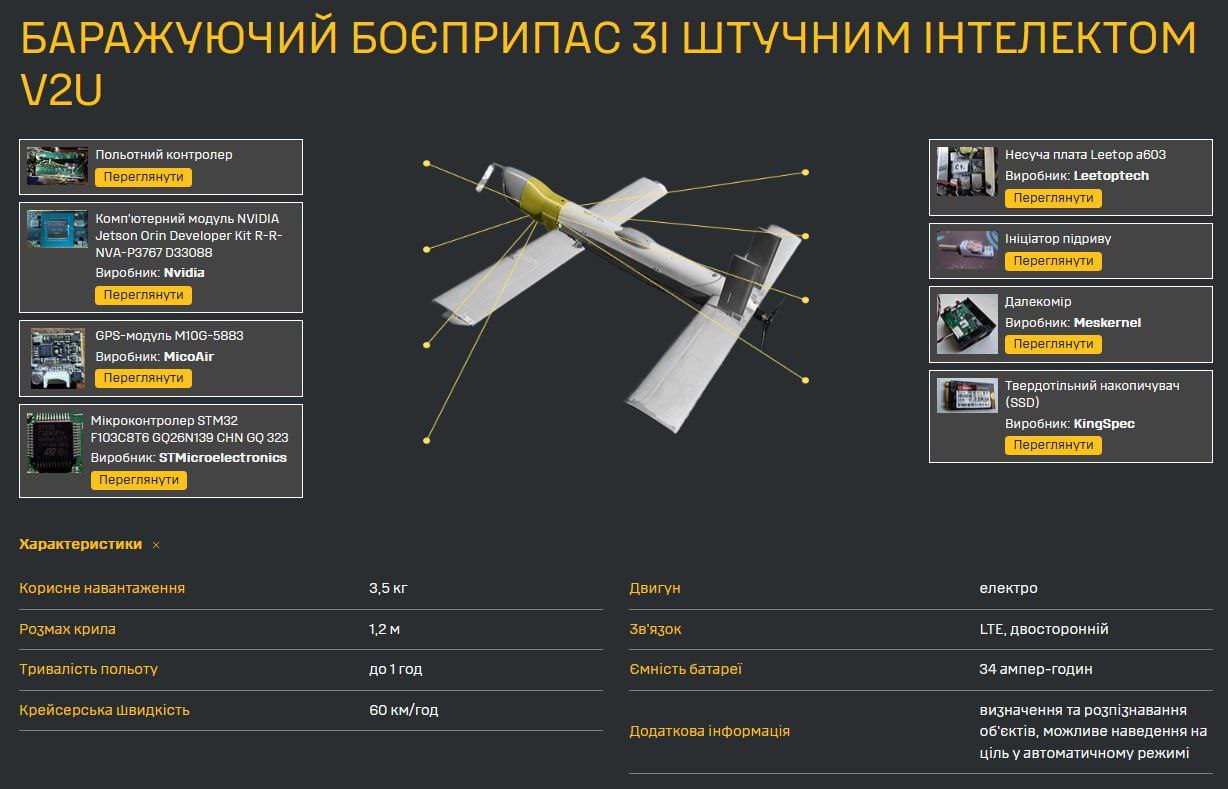 БАРАЖУЮЧИЙ БОЄПРИПАС ЗІ ШТУЧНИМ ІНТЕЛЕКТОМ
V2U
Польотний контролер
Переглянути
Комп'ютерний модуль NVIDIA
Jetson Orin Developer Kit R-R-
NVA-P3767 D33088
Виробник: Nvidia
Переглянути
GPS-модуль M10G-5883
Виробник: MicoAir
Переглянути
Мікроконтролер STM32
F103C8T6 GQ26N139 CHN GQ 323
Виробник: STMicroelectronics
Переглянути
Несуча плата Leetop a603
Виробник: Leetoptech
Переглянути
Ініціатор підриву
Переглянути
Далекомір
Виробник: Meskernel
Переглянути
Твердотільний накопичувач
(SSD)
Виробник: KingSpec
Переглянути
Характеристики ×
Корисне навантаження 3,5 кг
Розмах крила 1,2 м
Тривалість польоту до 1 год
Крейсерська швидкість 60 км/год
Двигун електро
Зв'язок LTE, двосторонній
Ємність батареї 34 ампер-годин
Додаткова інформація
визначення та розпізнавання
об'єктів, можливе наведення на
ціль у автоматичному режимі